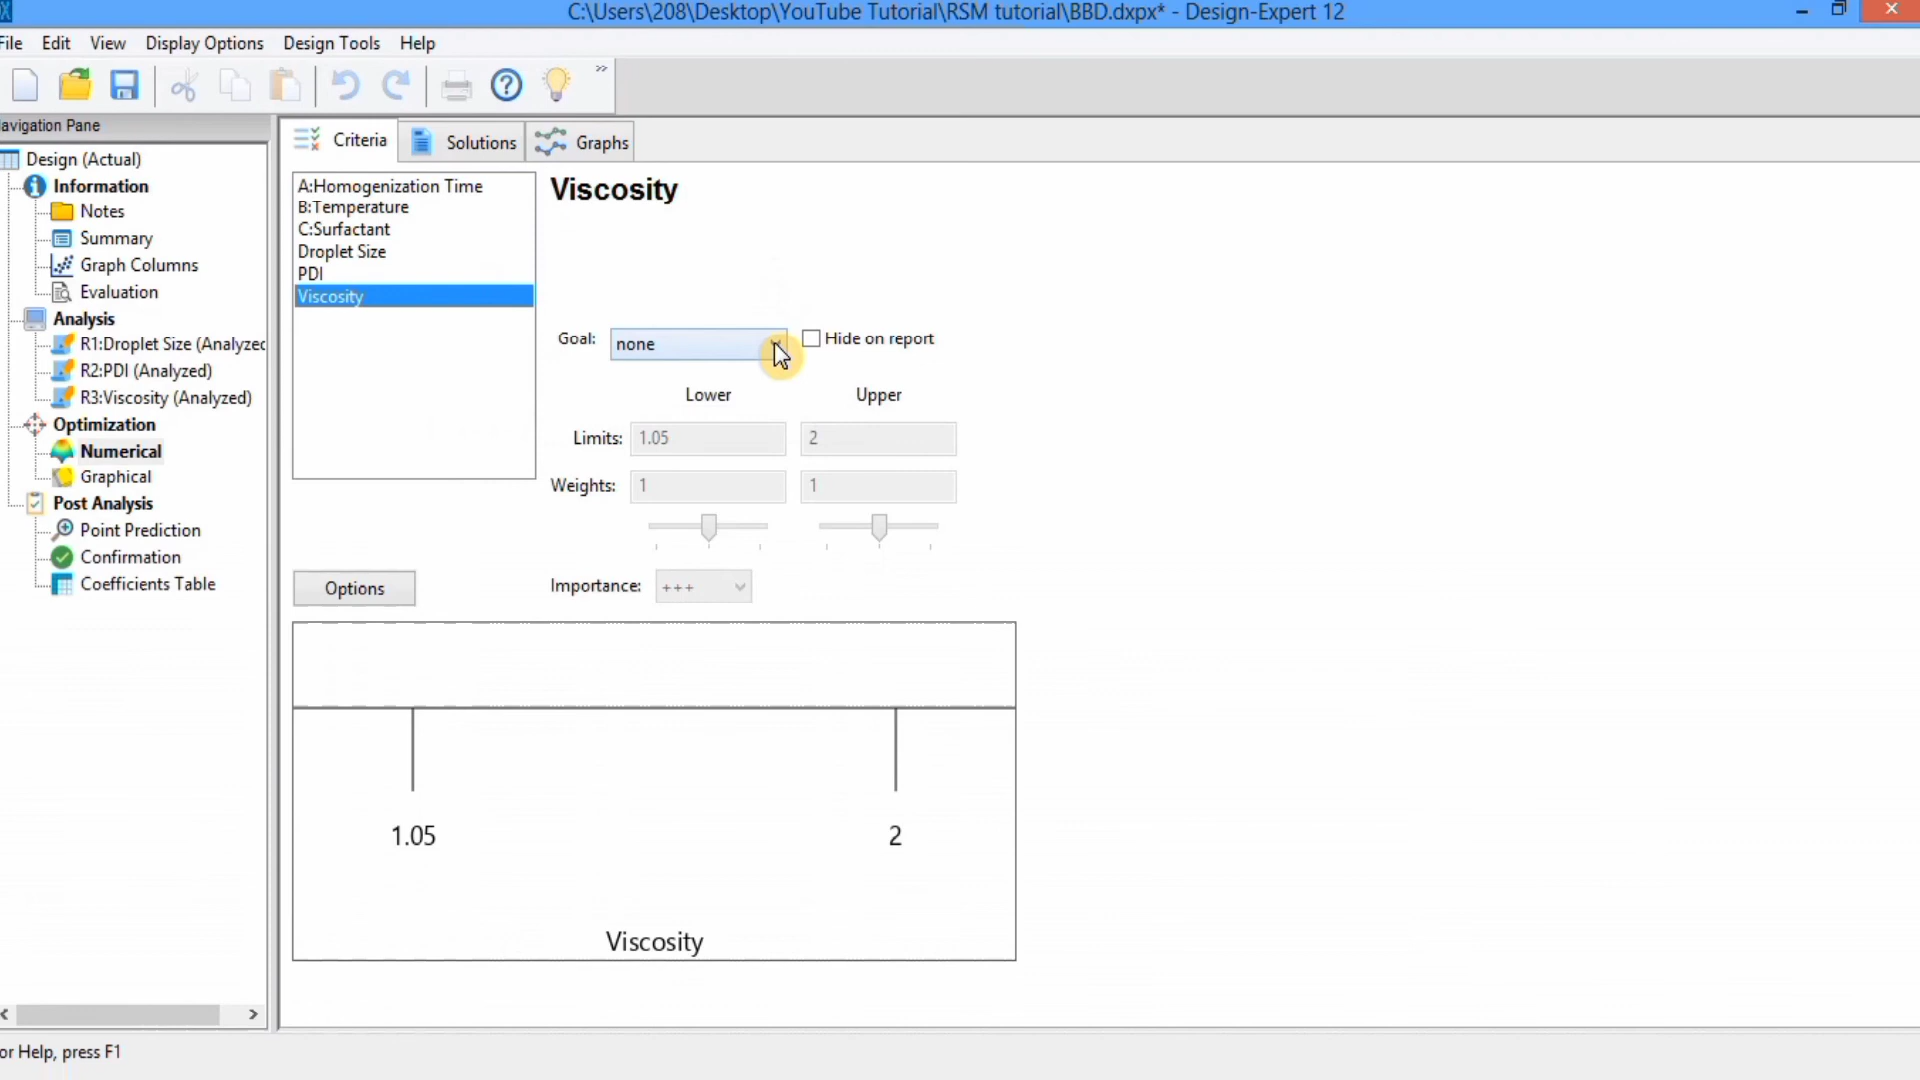 C:\Users\208\Desktop\YouTube Tutorial\RSM tutorial\BBD.dxpx* - Design-Expert 12
File Edit View Display Options Design Tools Help
avigation Pane
Design (Actual)
Information
Notes
Summary
Graph Columns
Evaluation
Analysis
R1:Droplet Size (Analyzec
R2:PDI (Analyzed)
R3:Viscosity (Analyzed)
Optimization
Numerical
Graphical
Post Analysis
Point Prediction
Confirmation
Coefficients Table
Criteria Solutions Graphs
A:Homogenization Time
B:Temperature
C:Surfactant
Droplet Size
PDI
Viscosity
Options
Viscosity
Goal: none Hide on report
Lower Upper
Limits: 1.05 2
Weights: 1 1
Importance: +++
1.05 2
Viscosity
or Help, press F1